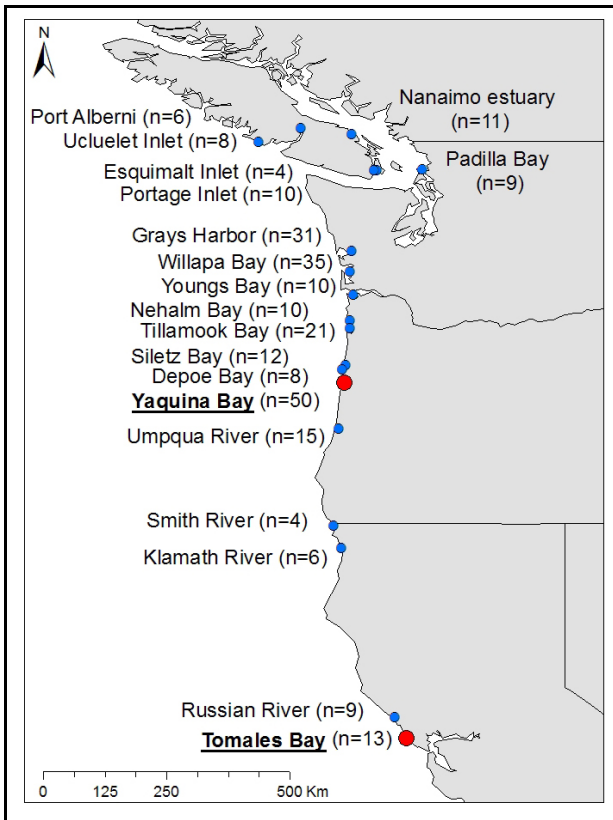 N
Port Alberni (n=6)
Ucluelet Inlet (n=8)
Nanaimo estuary
(n=11)
Esquimalt Inlet (n=4)
Portage Inlet (n=10)
Padilla Bay
(n=9)
Grays Harbor (n=31)
Willapa Bay (n=35)
Youngs Bay (n=10)
Nehalm Bay (n=10)
Tillamook Bay (n=21)
Siletz Bay (n=12)
Depoe Bay (n=8)
Yaquina Bay (n=50)
Umpqua River (n=15)
Smith River (n=4)
Klamath River (n=6)
Russian River (n=9)
Tomales Bay (n=13)
0 125 250 500 Km